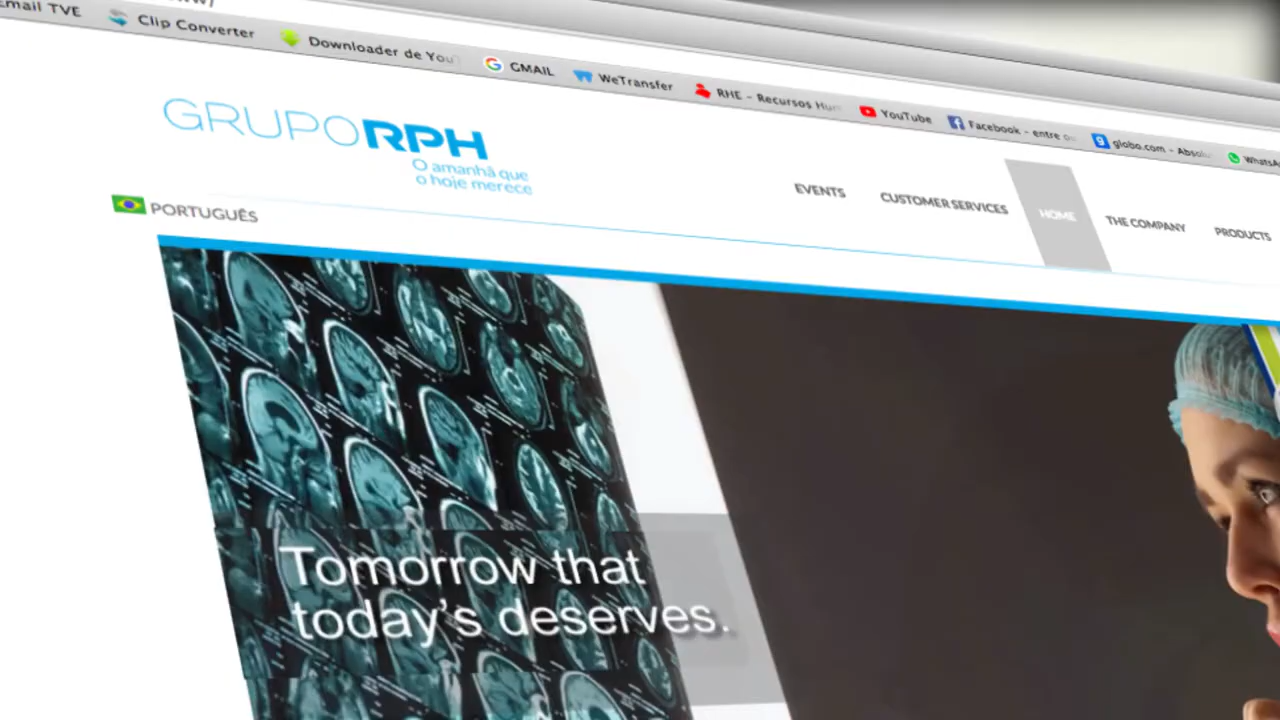 Email TVE
Clip Converter
Downloader de You
GMAIL
WeTransfer
RHE - Recursos Hum
YouTube
Facebook - entre o
globo.com - Absolu
WhatsA
GRUPORPH
O amanhã que
o hoje merece
PORTUGUÊS
EVENTS
CUSTOMER SERVICES
HOME
THE COMPANY
PRODUCTS
Tomorrow that
today's deserves.